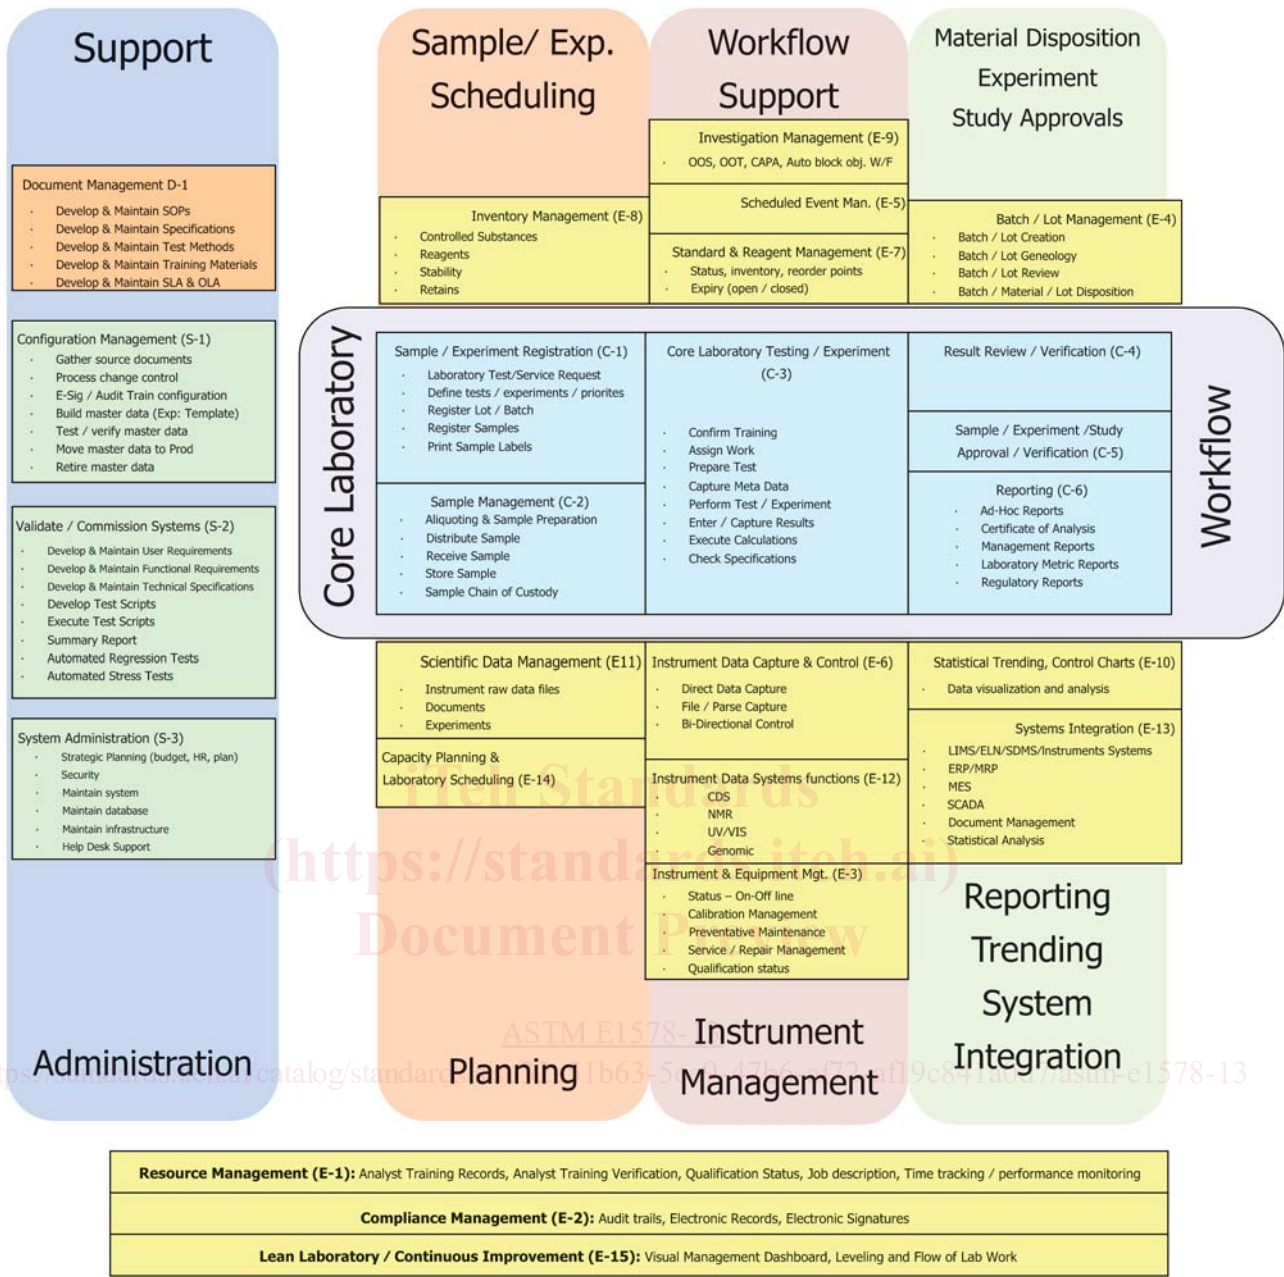 Support
Document Management D-1
· Develop & Maintain SOPs
· Develop & Maintain Specifications
· Develop & Maintain Test Methods
· Develop & Maintain Training Materials
· Develop & Maintain SLA & OLA
Configuration Management (S-1)
· Gather source documents
· Process change control
· E-Sig / Audit Train configuration
· Build master data (Exp: Template)
· Test / verify master data
· Move master data to Prod
· Retire master data
Validate / Commission Systems (S-2)
· Develop & Maintain User Requirements
· Develop & Maintain Functional Requirements
· Develop & Maintain Technical Specifications
· Develop Test Scripts
· Execute Test Scripts
· Summary Report
· Automated Regression Tests
· Automated Stress Tests
System Administration (S-3)
· Strategic Planning (budget, HR, plan)
· Security
· Maintain system
· Maintain database
· Maintain infrastructure
· Help Desk Support
Administration
Sample/ Exp.
Scheduling
Inventory Management (E-8)
· Controlled Substances
· Reagents
· Stability
· Retains
Workflow
Support
Investigation Management (E-9)
· OOS, OOT, CAPA, Auto block obj. W/F
Scheduled Event Man. (E-5)
Standard & Reagent Management (E-7)
· Status, inventory, reorder points
· Expiry (open / closed)
Material Disposition
Experiment
Study Approvals
Batch / Lot Management (E-4)
· Batch / Lot Creation
· Batch / Lot Geneology
· Batch / Lot Review
· Batch / Material / Lot Disposition
Core Laboratory
Sample / Experiment Registration (C-1)
· Laboratory Test/Service Request
· Define tests / experiments / priorites
· Register Lot / Batch
· Register Samples
· Print Sample Labels
Sample Management (C-2)
· Aliquoting & Sample Preparation
· Distribute Sample
· Receive Sample
· Store Sample
· Sample Chain of Custody
Core Laboratory Testing / Experiment
(C-3)
· Confirm Training
· Assign Work
· Prepare Test
· Capture Meta Data
· Perform Test / Experiment
· Enter / Capture Results
· Execute Calculations
· Check Specifications
Result Review / Verification (C-4)
Sample / Experiment /Study
Approval / Verification (C-5)
Reporting (C-6)
· Ad-Hoc Reports
· Certificate of Analysis
· Management Reports
· Laboratory Metric Reports
· Regulatory Reports
Workflow
Scientific Data Management (E11)
· Instrument raw data files
· Documents
· Experiments
Capacity Planning &
Laboratory Scheduling (E-14)
Planning
Instrument Data Capture & Control (E-6)
· Direct Data Capture
· File / Parse Capture
· Bi-Directional Control
Instrument Data Systems functions (E-12)
· CDS
· NMR
· UV/VIS
· Genomic
Instrument & Equipment Mgt. (E-3)
· Status – On-Off line
· Calibration Management
· Preventative Maintenance
· Service / Repair Management
· Qualification status
Instrument
Management
Statistical Trending, Control Charts (E-10)
· Data visualization and analysis
Systems Integration (E-13)
· LIMS/ELN/SDMS/Instruments Systems
· ERP/MRP
· MES
· SCADA
· Document Management
· Statistical Analysis
Reporting
Trending
System
Integration
iTeh Standards
(https://standards.iteh.ai)
Document Preview
ASTM E1578-
Resource Management (E-1): Analyst Training Records, Analyst Training Verification, Qualification Status, Job description, Time tracking / performance monitoring
Compliance Management (E-2): Audit trails, Electronic Records, Electronic Signatures
Lean Laboratory / Continuous Improvement (E-15): Visual Management Dashboard, Leveling and Flow of Lab Work